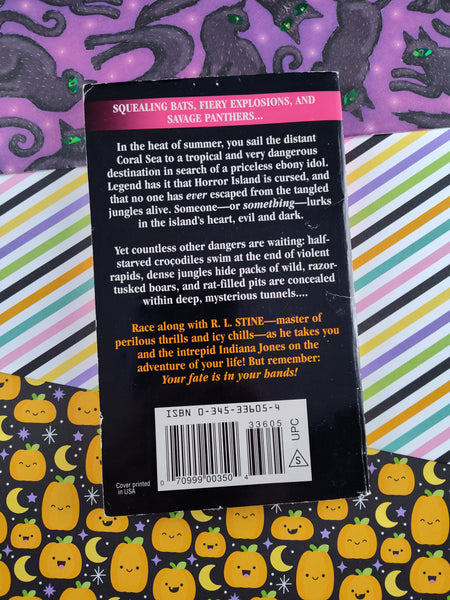 SQUEALING BATS, FIERY EXPLOSIONS, AND
SAVAGE PANTHERS...
In the heat of summer, you sail the distant
Coral Sea to a tropical and very dangerous
destination in search of a priceless ebony idol.
Legend has it that Horror Island is cursed, and
that no one has ever escaped from the tangled
jungles alive. Someone—or something—lurks
in the island's heart, evil and dark.
Yet countless other dangers are waiting: half-
starved crocodiles swim at the end of violent
rapids, dense jungles hide packs of wild, razor-
tusked boars, and rat-filled pits are concealed
within deep, mysterious tunnels....
Race along with R. L. STINE—master of
perilous thrills and icy chills—as he takes you
and the intrepid Indiana Jones on the
adventure of your life! But remember:
Your fate is in your hands!
ISBN 0-345-33605-4
33605
UPC
S
Cover printed
in USA
0 70999 00350 4